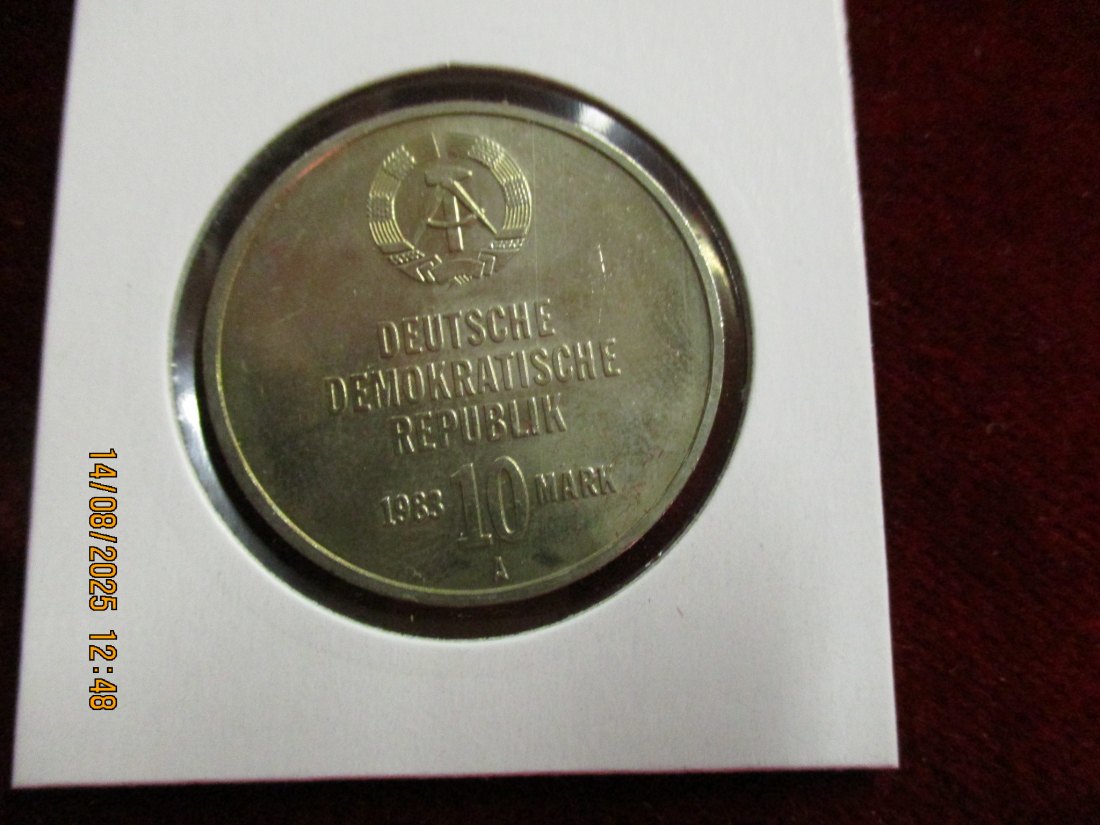 DEUTSCHE
DEMOKRATISCHE
REPUBLIK
1983 10 MARK
A
14/08/2025 12:48